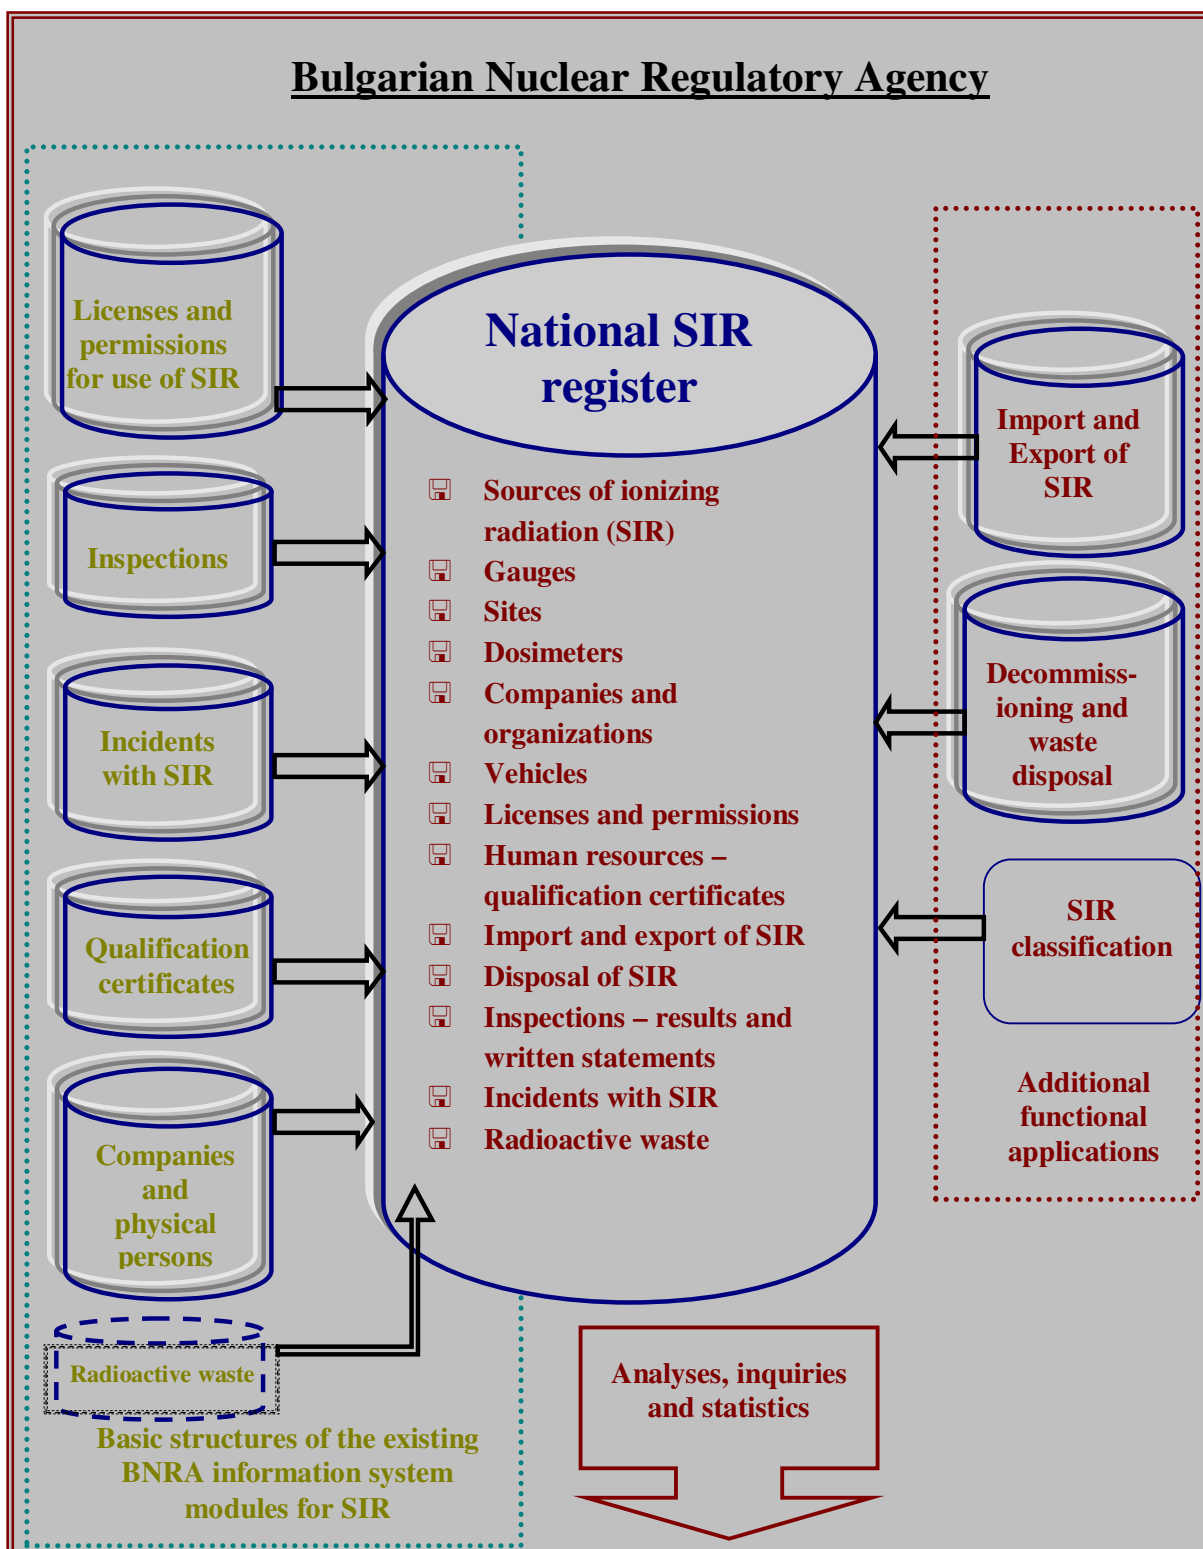 Bulgarian Nuclear Regulatory Agency
Licenses and
permissions
for use of SIR
Inspections
Incidents
with SIR
Qualification
certificates
Companies
and
physical
persons
Radioactive waste
Basic structures of the existing
BNRA information system
modules for SIR
National SIR
register
Sources of ionizing
radiation (SIR)
Gauges
Sites
Dosimeters
Companies and
organizations
Vehicles
Licenses and permissions
Human resources –
qualification certificates
Import and export of SIR
Disposal of SIR
Inspections – results and
written statements
Incidents with SIR
Radioactive waste
Import and
Export of
SIR
Decommiss-
ioning and
waste
disposal
SIR
classification
Additional
functional
applications
Analyses, inquiries
and statistics